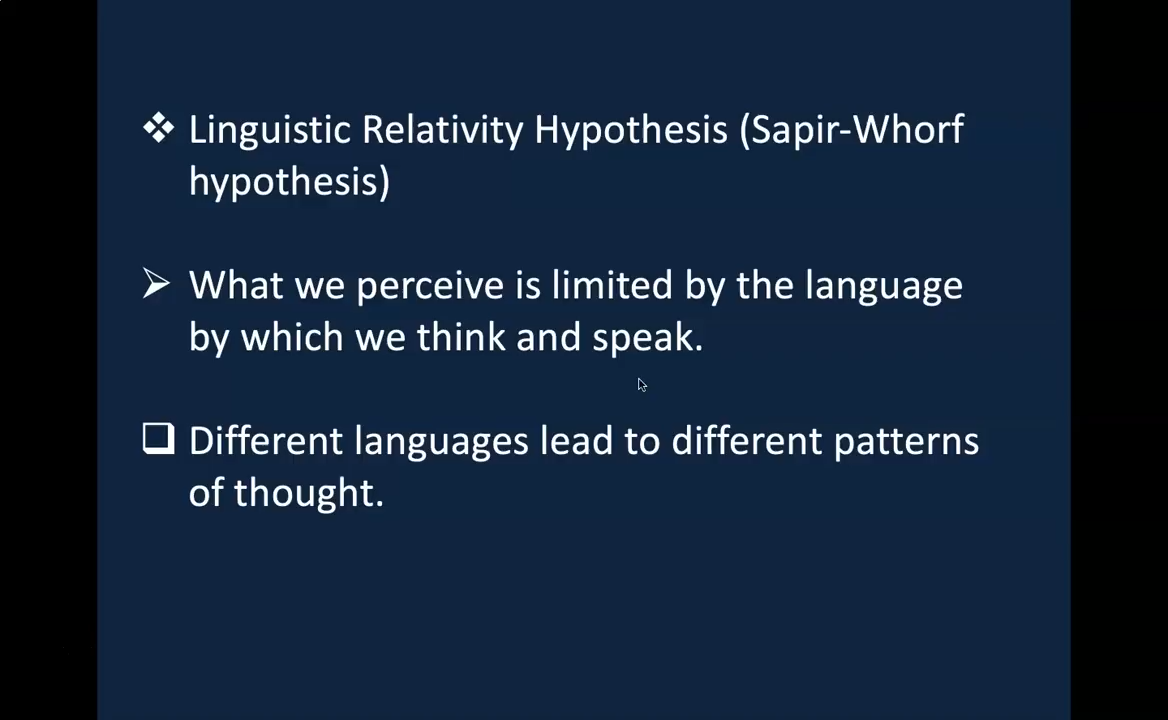 ❖ Linguistic Relativity Hypothesis (Sapir-Whorf
hypothesis)
➢ What we perceive is limited by the language
by which we think and speak.
❑ Different languages lead to different patterns
of thought.